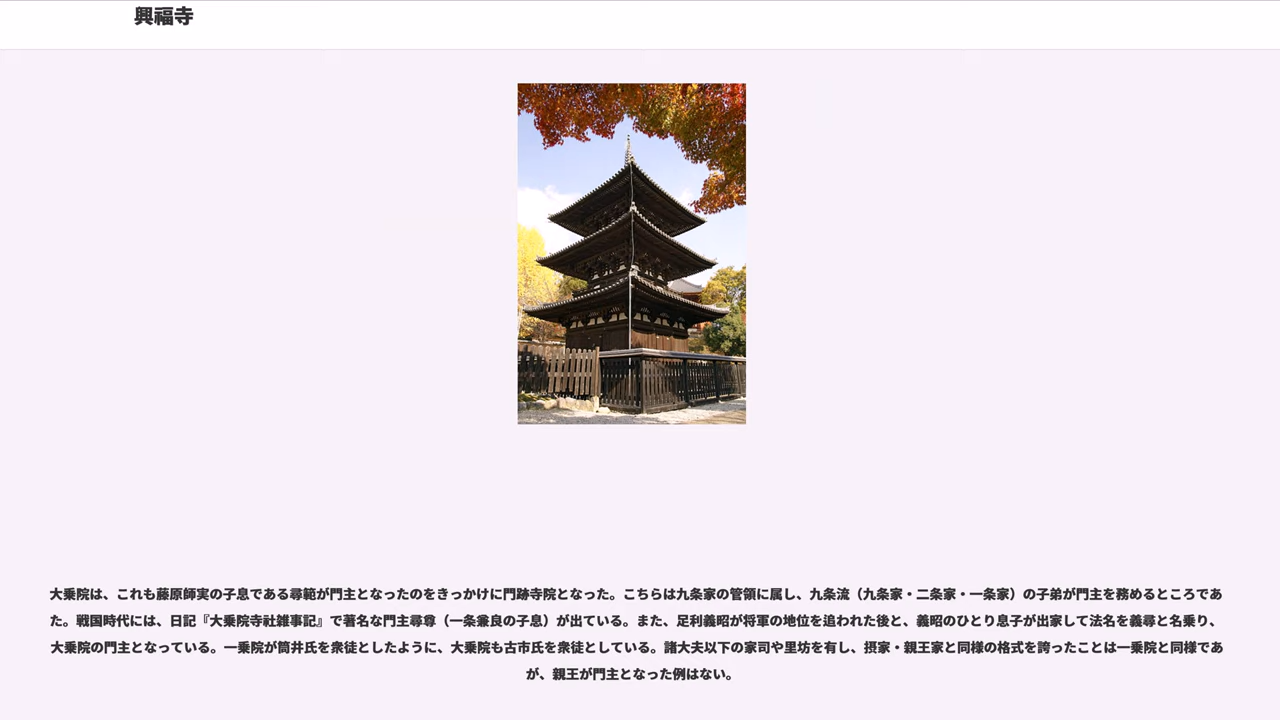 興福寺
大乗院は、これも藤原師実の子息である尋範が門主となったのをきっかけに門跡寺院となった。こちらは九条家の管領に属し、九条流（九条家・二条家・一条家）の子弟が門主を務めるところであ
た。戦国時代には、日記『大乗院寺社雑事記』で著名な門主尋尊（一条兼良の子息）が出ている。また、足利義昭が将軍の地位を追われた後と、義昭のひとり息子が出家して法名を義尋と名乗り、
大乗院の門主となっている。一乗院が筒井氏を衆徒としたように、大乗院も古市氏を衆徒としている。諸大夫以下の家司や里坊を有し、摂家・親王家と同様の格式を誇ったことは一乗院と同様であ
が、親王が門主となった例はない。